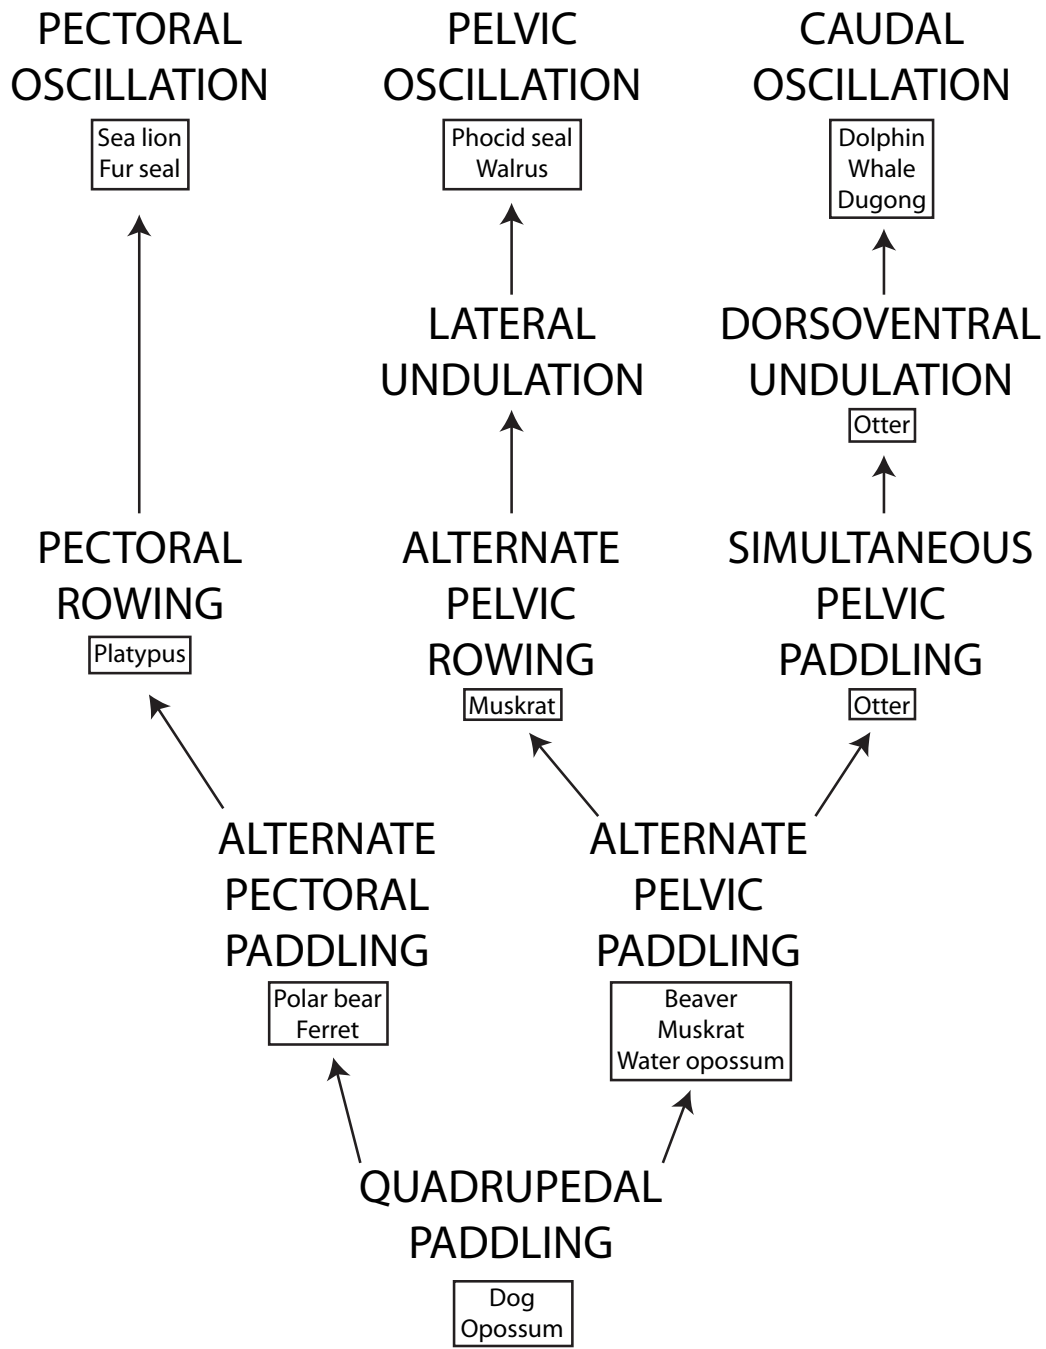 PECTORAL
OSCILLATION
Sea lion
Fur seal
PELVIC
OSCILLATION
Phocid seal
Walrus
CAUDAL
OSCILLATION
Dolphin
Whale
Dugong
LATERAL
UNDULATION
DORSOVENTRAL
UNDULATION
Otter
PECTORAL
ROWING
Platypus
ALTERNATE
PELVIC
ROWING
Muskrat
SIMULTANEOUS
PELVIC
PADDLING
Otter
ALTERNATE
PECTORAL
PADDLING
Polar bear
Ferret
ALTERNATE
PELVIC
PADDLING
Beaver
Muskrat
Water opossum
QUADRUPEDAL
PADDLING
Dog
Opossum